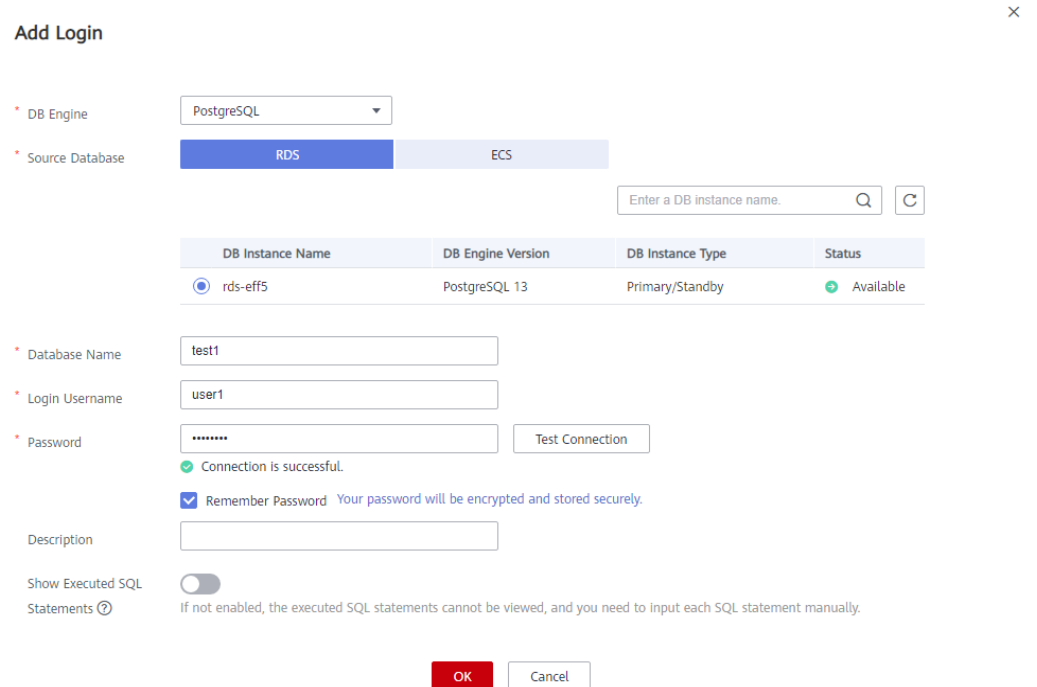 Add Login
* DB Engine PostgreSQL
* Source Database RDS ECS
Enter a DB instance name.
DB Instance Name DB Engine Version DB Instance Type Status
rds-eff5 PostgreSQL 13 Primary/Standby Available
* Database Name test1
* Login Username user1
* Password •••••••• Test Connection
Connection is successful.
Remember Password Your password will be encrypted and stored securely.
Description
Show Executed SQL
Statements ? If not enabled, the executed SQL statements cannot be viewed, and you need to input each SQL statement manually.
OK Cancel